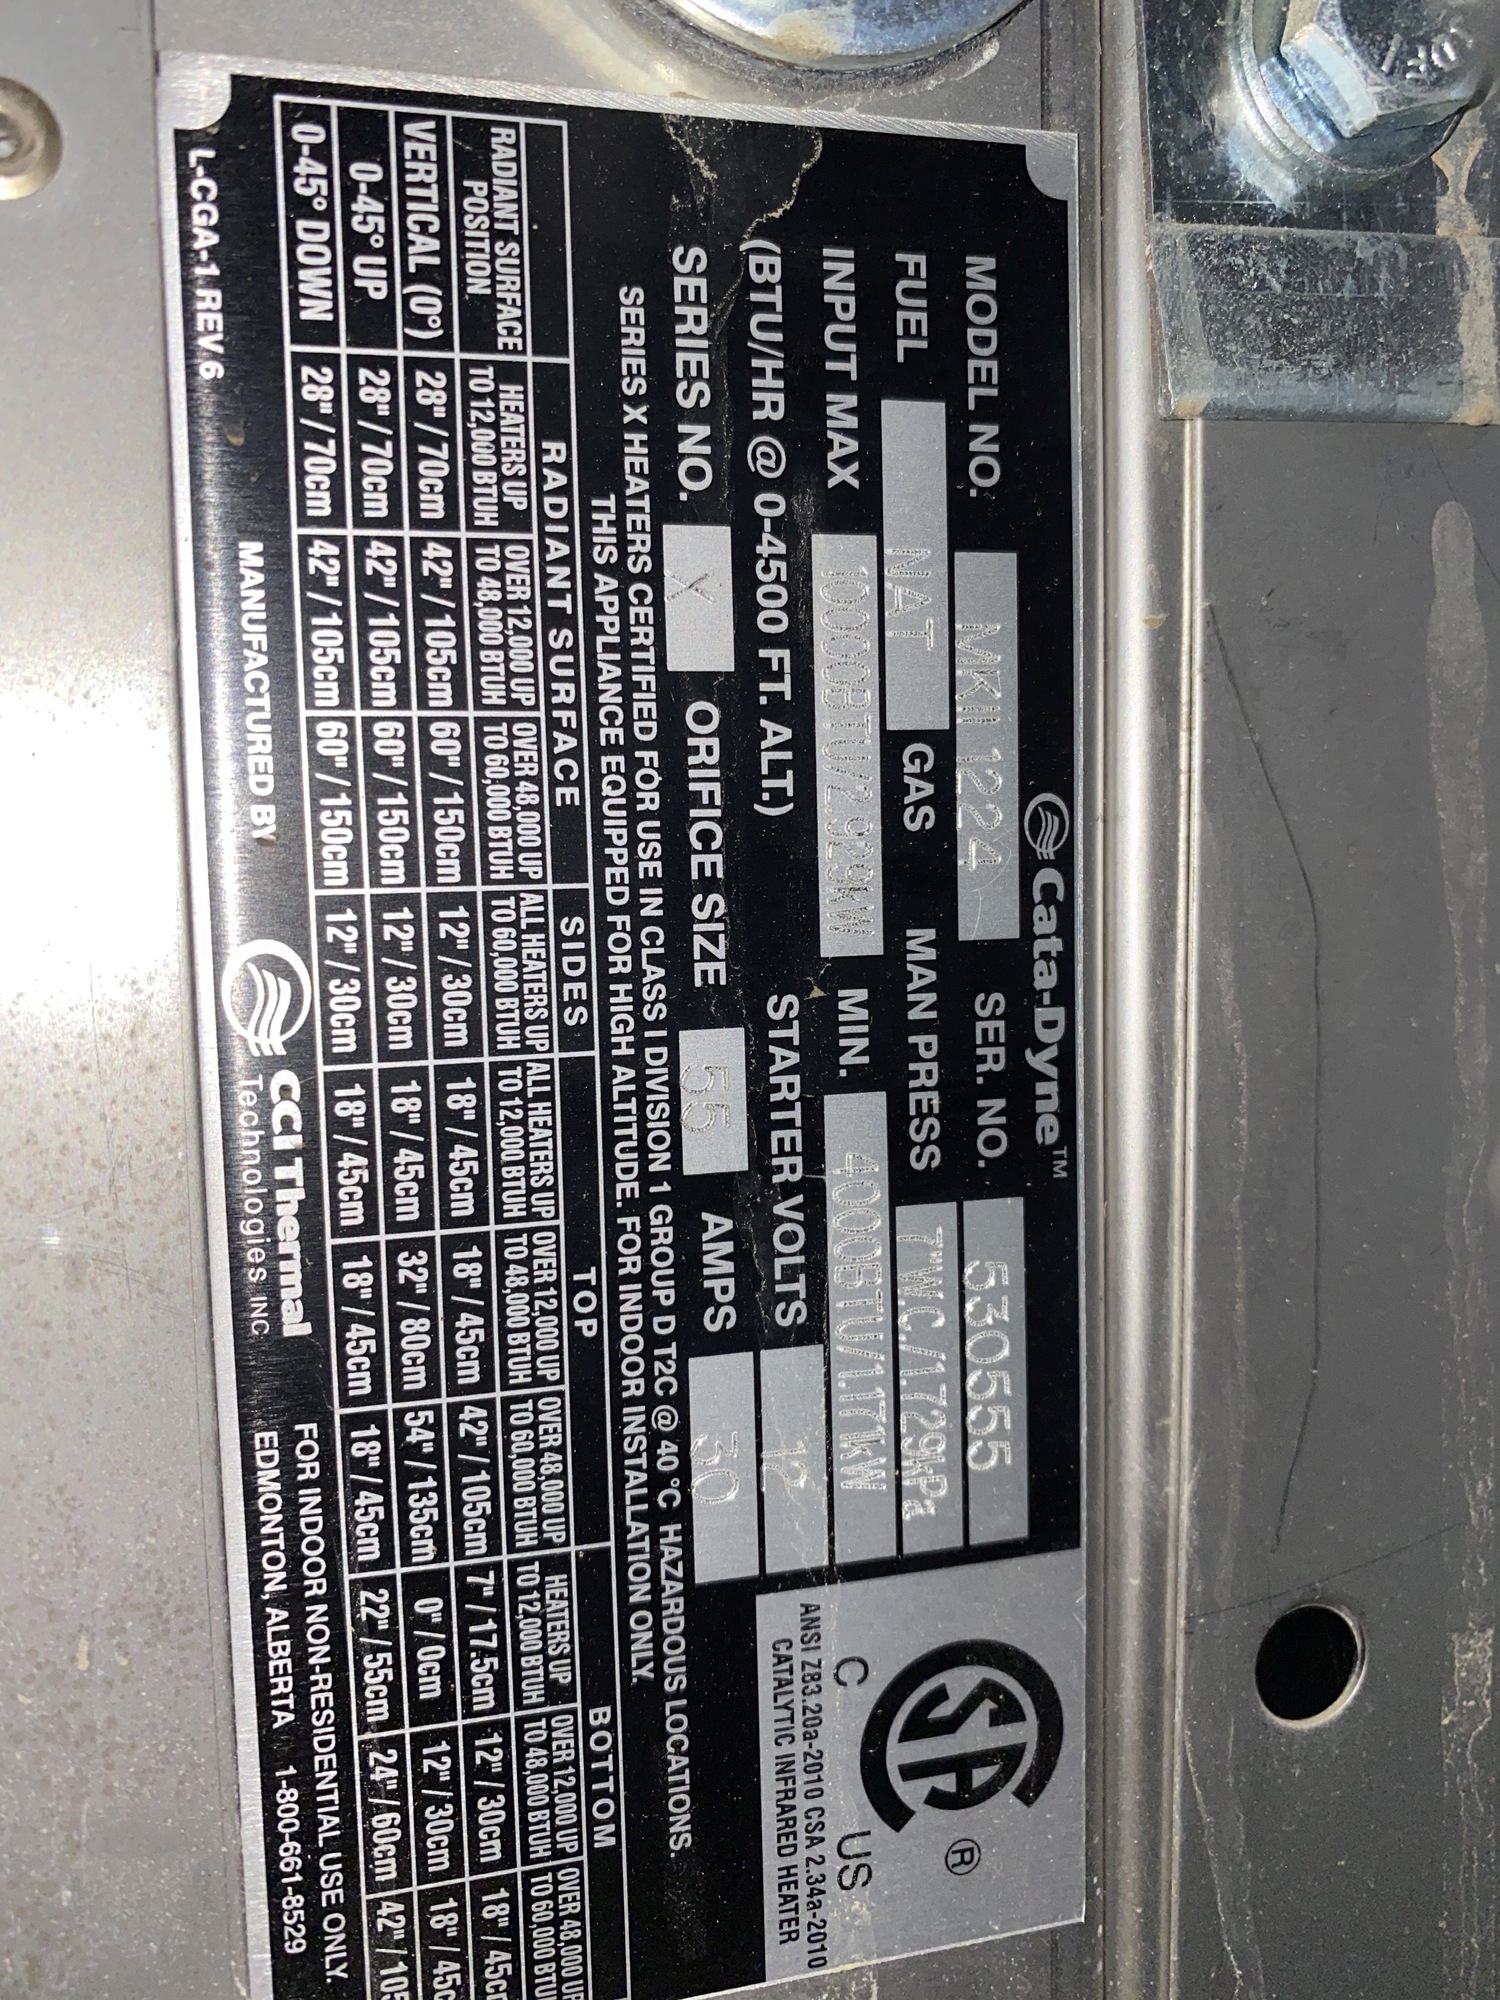 Cata-Dyne™
MODEL NO. MKII 1224 SER. NO. 530555
FUEL NAT GAS MAN PRESS 7"W.C./1.729kPa
INPUT MAX 10000BTU/2.929kW MIN. 4000BTU/1.171kW
(BTU/HR @ 0-4500 FT. ALT.) STARTER VOLTS 12
SERIES NO. X ORIFICE SIZE 55 AMPS 30
CSA ®
C US
ANSI Z83.20a-2010 CSA 2.34a-2010
CATALYTIC INFRARED HEATER
SERIES X HEATERS CERTIFIED FOR USE IN CLASS I DIVISION 1 GROUP D T2C @ 40 °C HAZARDOUS LOCATIONS.
THIS APPLIANCE EQUIPPED FOR HIGH ALTITUDE. FOR INDOOR INSTALLATION ONLY.
RADIANT SURFACE SIDES TOP BOTTOM
RADIANT SURFACE POSITION HEATERS UP TO 12,000 BTUH OVER 12,000 UP TO 48,000 BTUH OVER 48,000 UP TO 60,000 BTUH ALL HEATERS UP TO 60,000 BTUH ALL HEATERS UP TO 12,000 BTUH OVER 12,000 UP TO 48,000 BTUH OVER 48,000 UP TO 60,000 BTUH HEATERS UP TO 12,000 BTUH OVER 12,000 UP TO 48,000 BTUH OVER 48,000 UP TO 60,000 BTU
VERTICAL (0°) 28"/70cm 42"/105cm 60"/150cm 12"/30cm 18"/45cm 18"/45cm 42"/105cm 7"/17.5cm 12"/30cm 18"/45c
0-45° UP 28"/70cm 42"/105cm 60"/150cm 12"/30cm 18"/45cm 32"/80cm 54"/135cm 0"/0cm 12"/30cm 18"/45c
0-45° DOWN 28"/70cm 42"/105cm 60"/150cm 12"/30cm 18"/45cm 18"/45cm 18"/45cm 22"/55cm 24"/60cm 42"/105
MANUFACTURED BY CCI Thermal Technologies INC
FOR INDOOR NON-RESIDENTIAL USE ONLY.
EDMONTON, ALBERTA 1-800-661-8529
L-CGA-1 REV.6